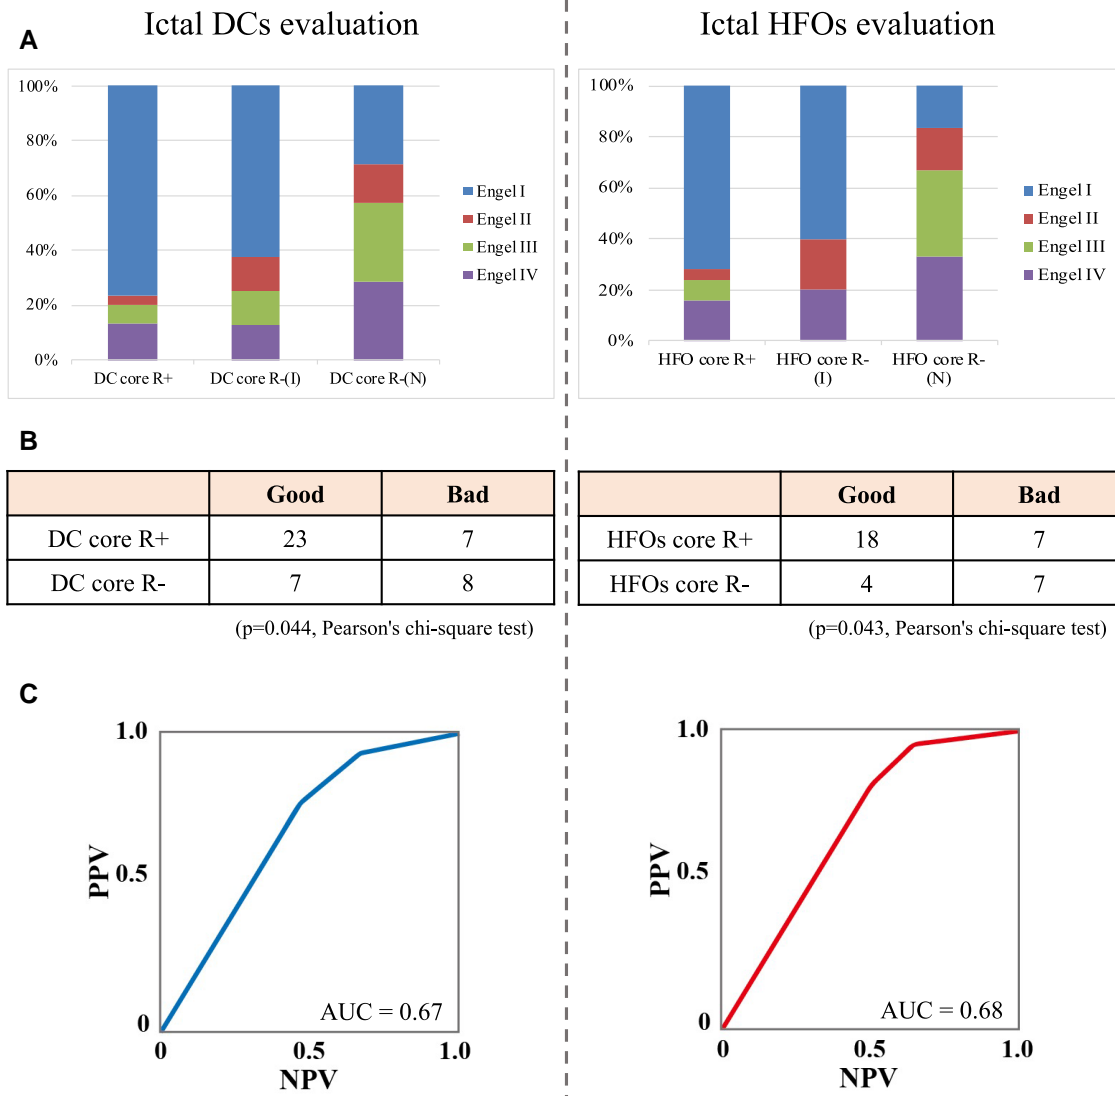 Ictal DCs evaluation
Ictal HFOs evaluation
A
100%
80%
60%
40%
20%
0%
DC core R+
DC core R-(I)
DC core R-(N)
Engel I
Engel II
Engel III
Engel IV
100%
80%
60%
40%
20%
0%
HFO core R+
HFO core R-
(I)
HFO core R-
(N)
Engel I
Engel II
Engel III
Engel IV
B
Good Bad
DC core R+ 23 7
DC core R- 7 8
(p=0.044, Pearson's chi-square test)
Good Bad
HFOs core R+ 18 7
HFOs core R- 4 7
(p=0.043, Pearson's chi-square test)
C
1.0
PPV
0.5
0
AUC = 0.67
0 0.5 1.0
NPV
1.0
PPV
0.5
0
AUC = 0.68
0 0.5 1.0
NPV